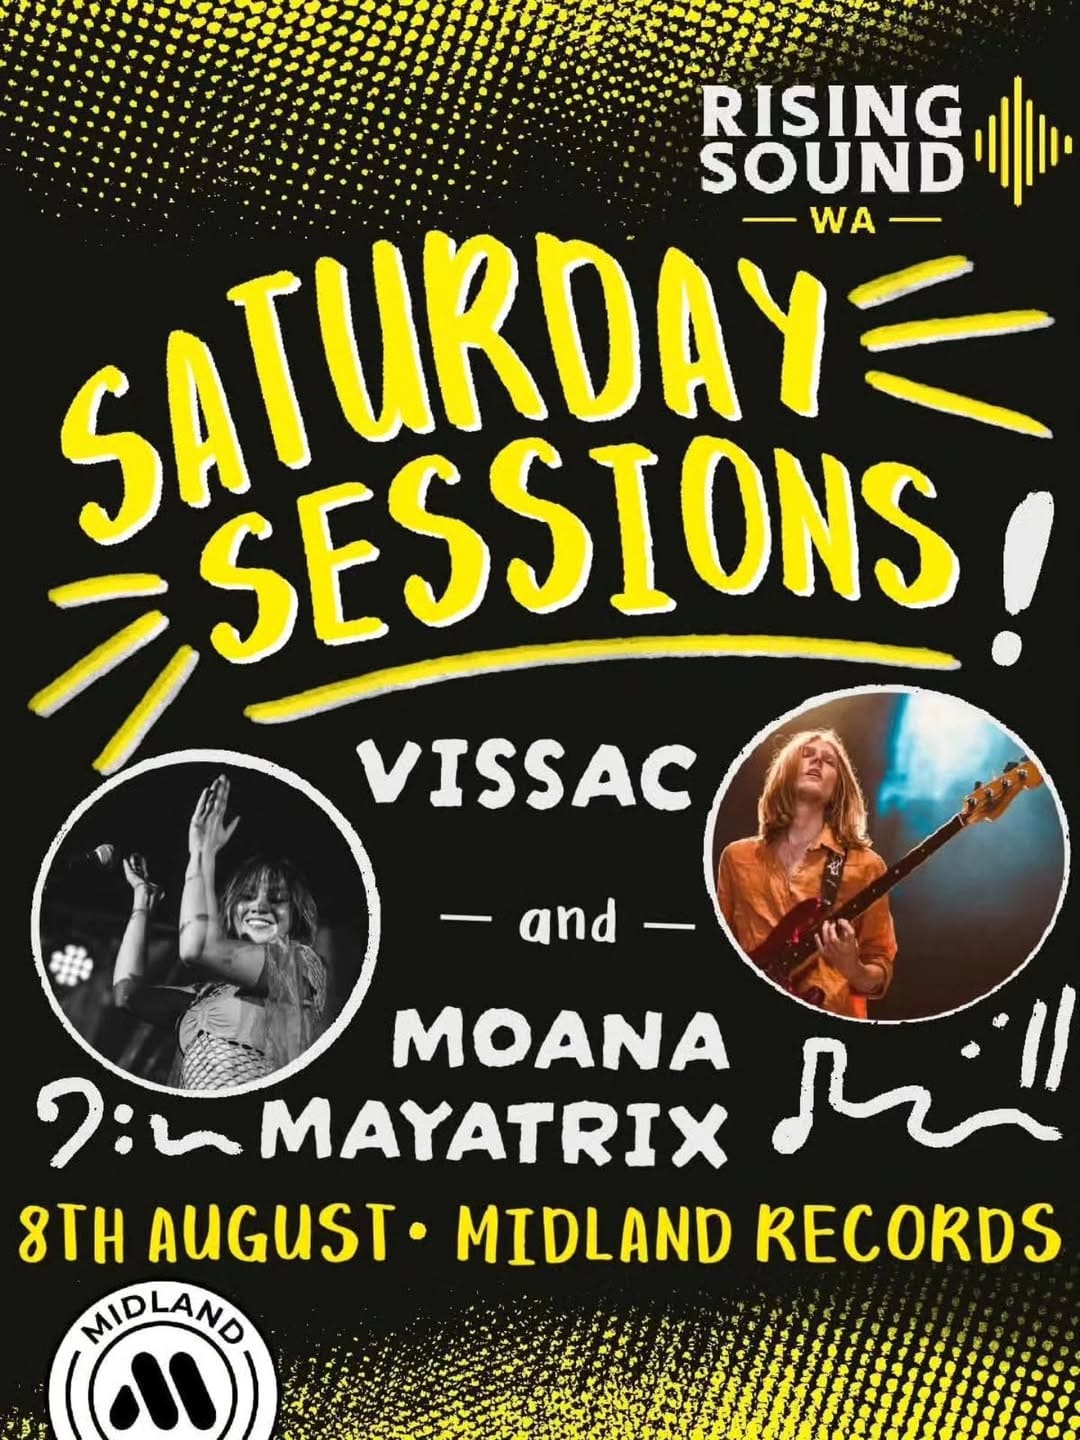 RISING
SOUND
WA
SATURDAY
SESSIONS!
VISSAC
and
MOANA
MAYATRIX
8TH AUGUST • MIDLAND RECORDS
MIDLAND